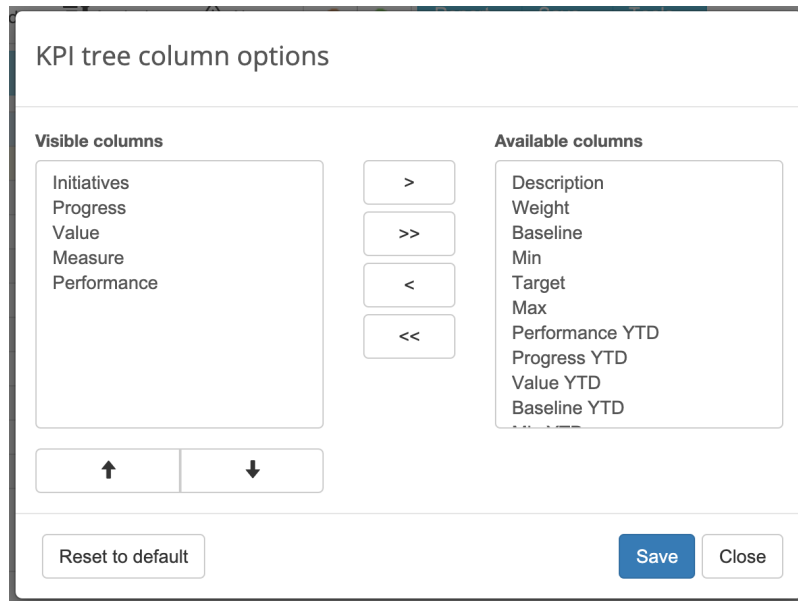 KPI tree column options
Visible columns
Initiatives
Progress
Value
Measure
Performance
>
>>
<
<<
Available columns
Description
Weight
Baseline
Min
Target
Max
Performance YTD
Progress YTD
Value YTD
Baseline YTD
Reset to default
Save
Close